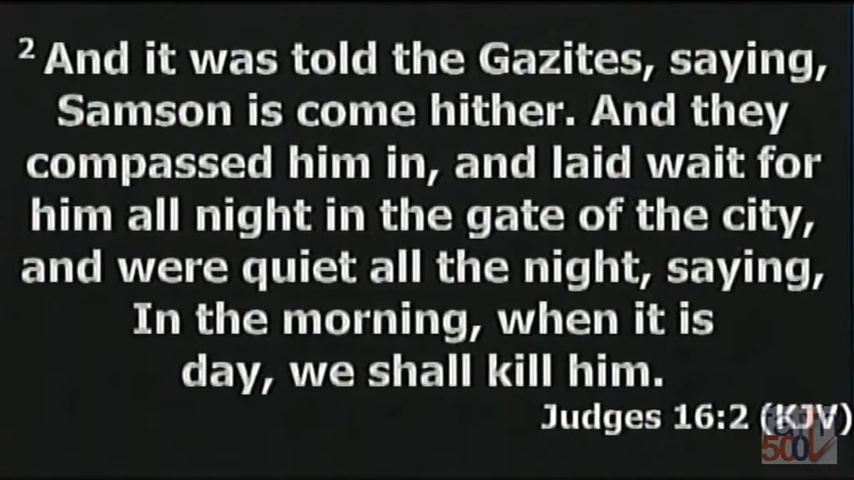 2 And it was told the Gazites, saying,
Samson is come hither. And they
compassed him in, and laid wait for
him all night in the gate of the city,
and were quiet all the night, saying,
In the morning, when it is
day, we shall kill him.
Judges 16:2 (KJV)
500